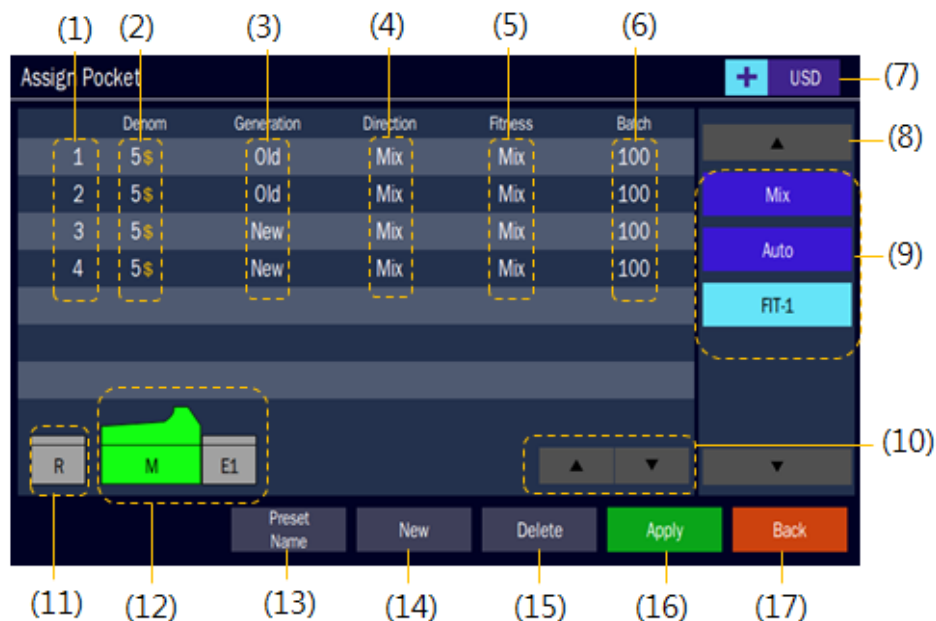 (1) (2) (3) (4) (5) (6)
Assign Pocket + USD (7)
Denom Generation Direction Fitness Batch
▲ (8)
1 5$ Old Mix Mix 100
2 5$ Old Mix Mix 100 Mix
3 5$ New Mix Mix 100
Auto (9)
4 5$ New Mix Mix 100
FIT-1
R M E1 ▲ ▼ (10) ▼
Preset
Name New Delete Apply Back
(11) (12) (13) (14) (15) (16) (17)